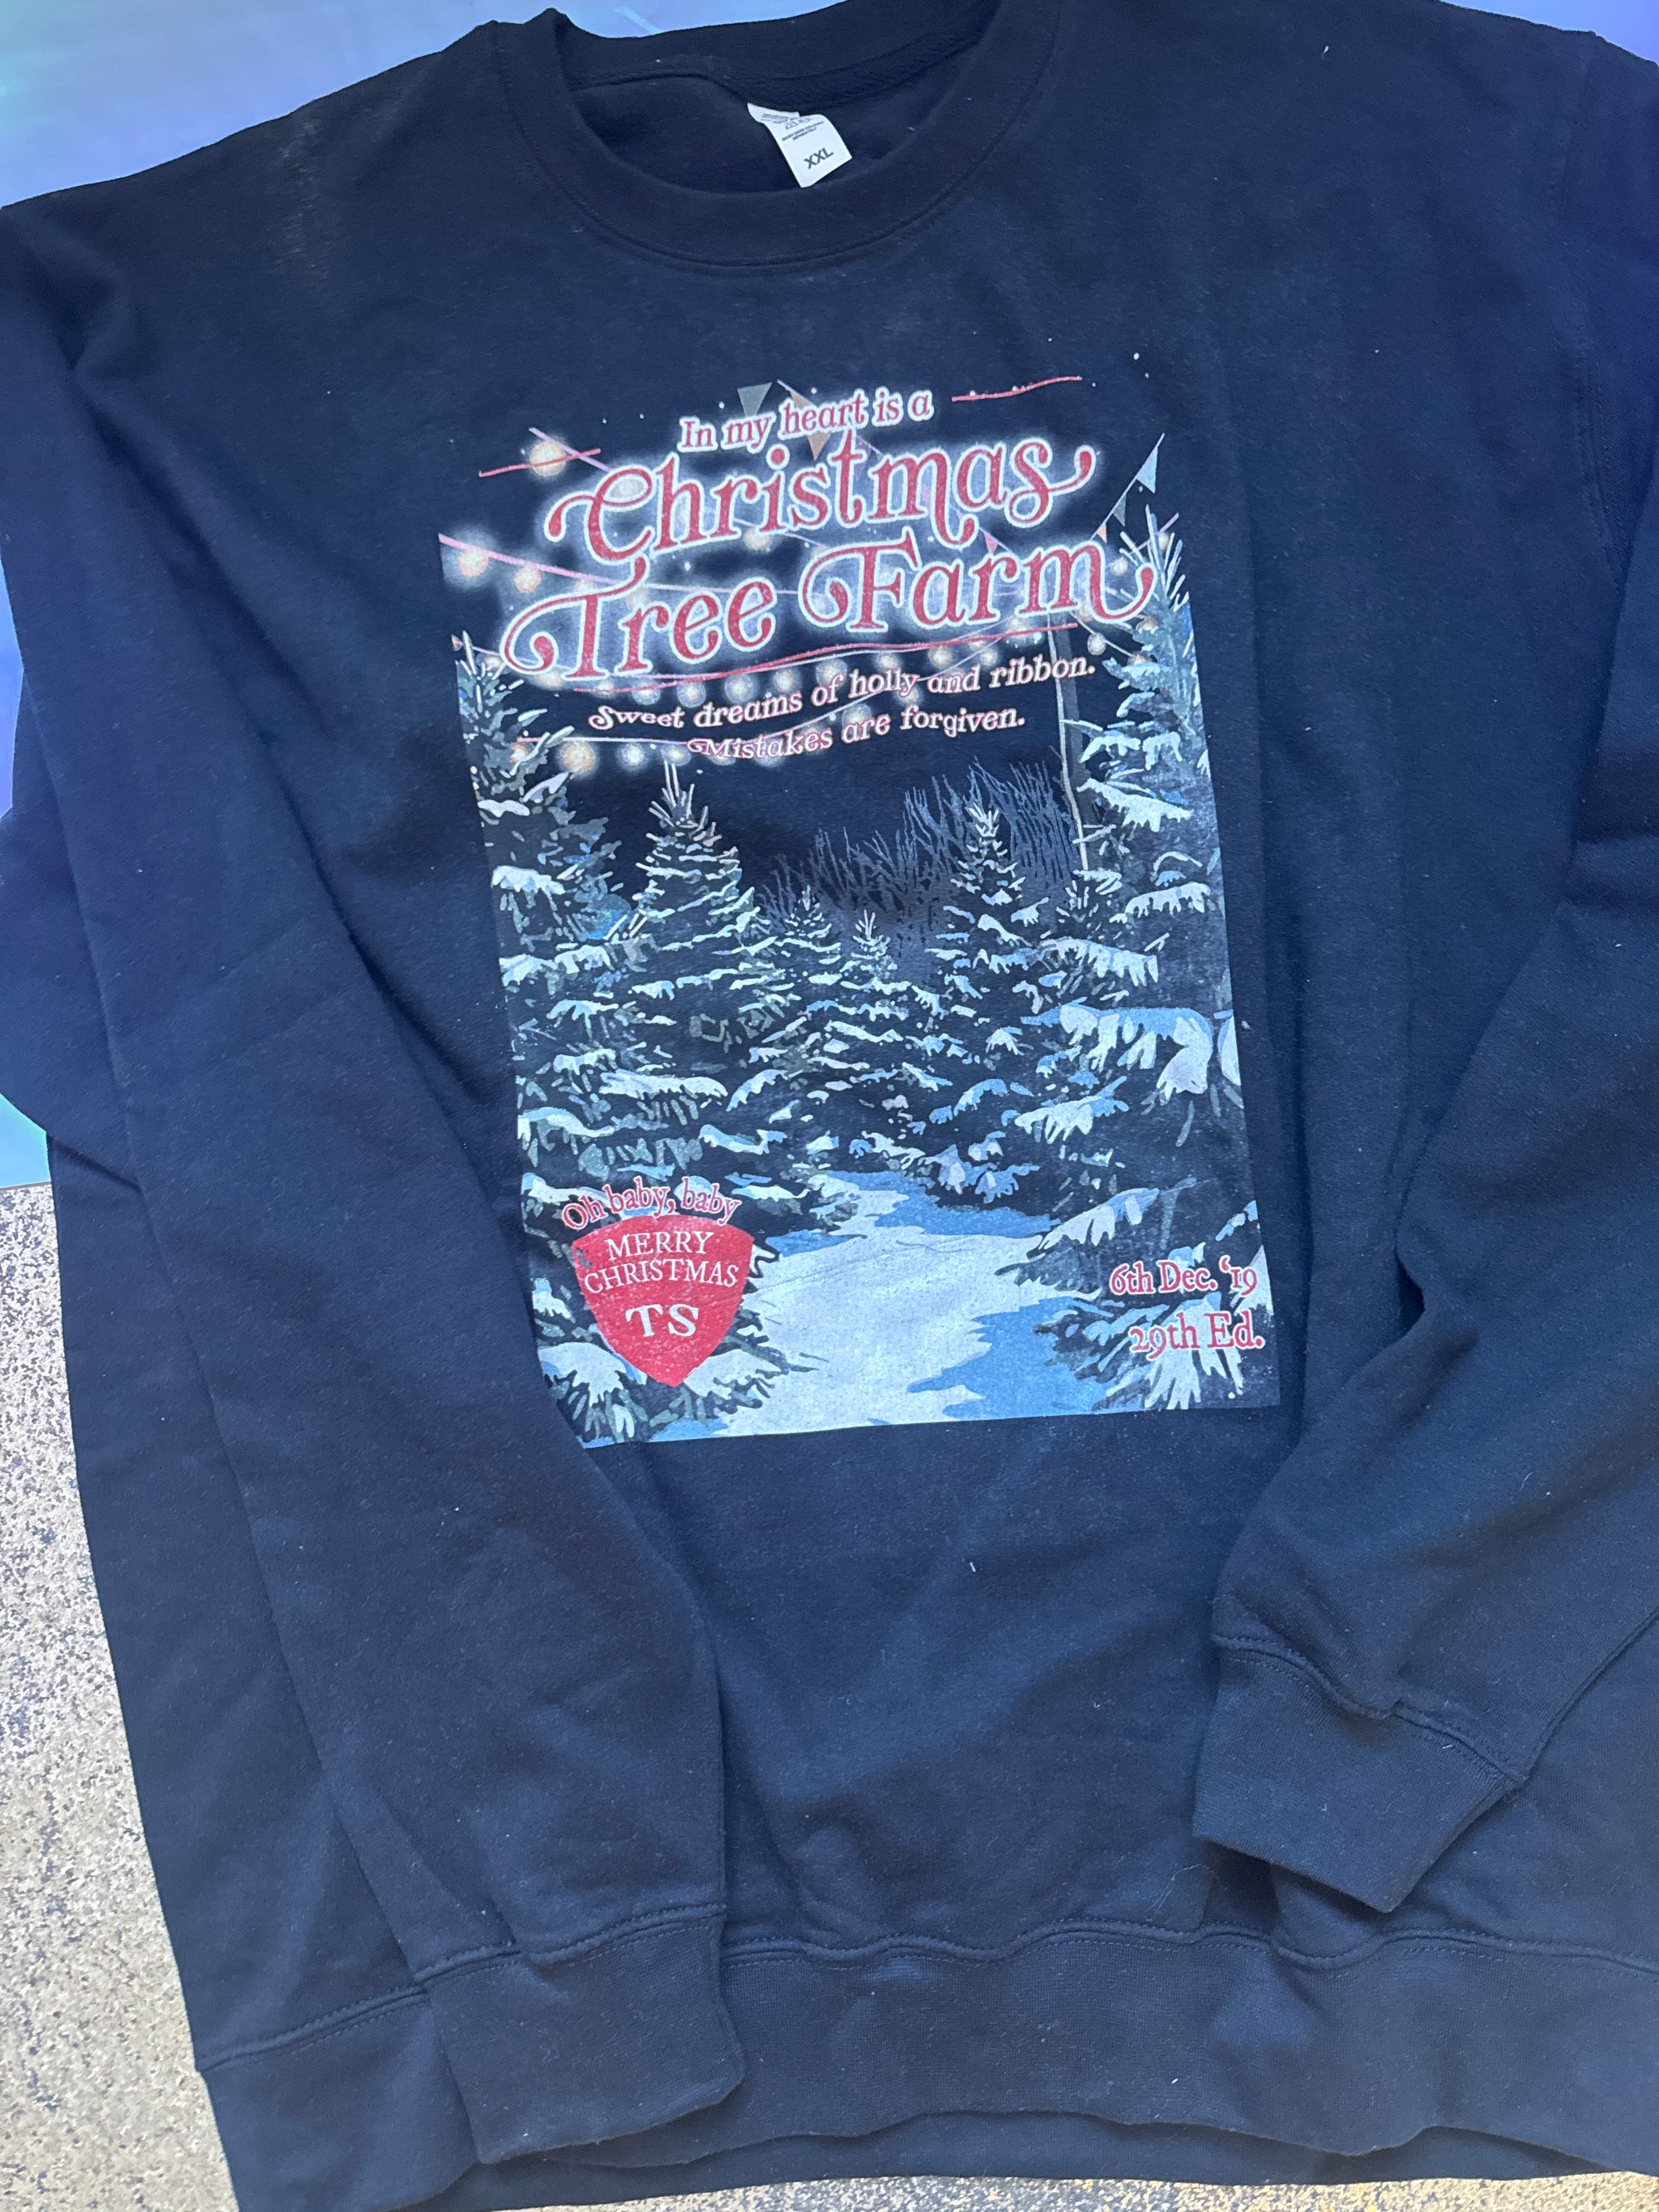 XXL
In my heart is a
Christmas
Tree Farm
Sweet dreams of holly and ribbon.
Mistakes are forgiven.
Oh baby, baby
MERRY
CHRISTMAS
TS
6th Dec. '19
29th Ed.